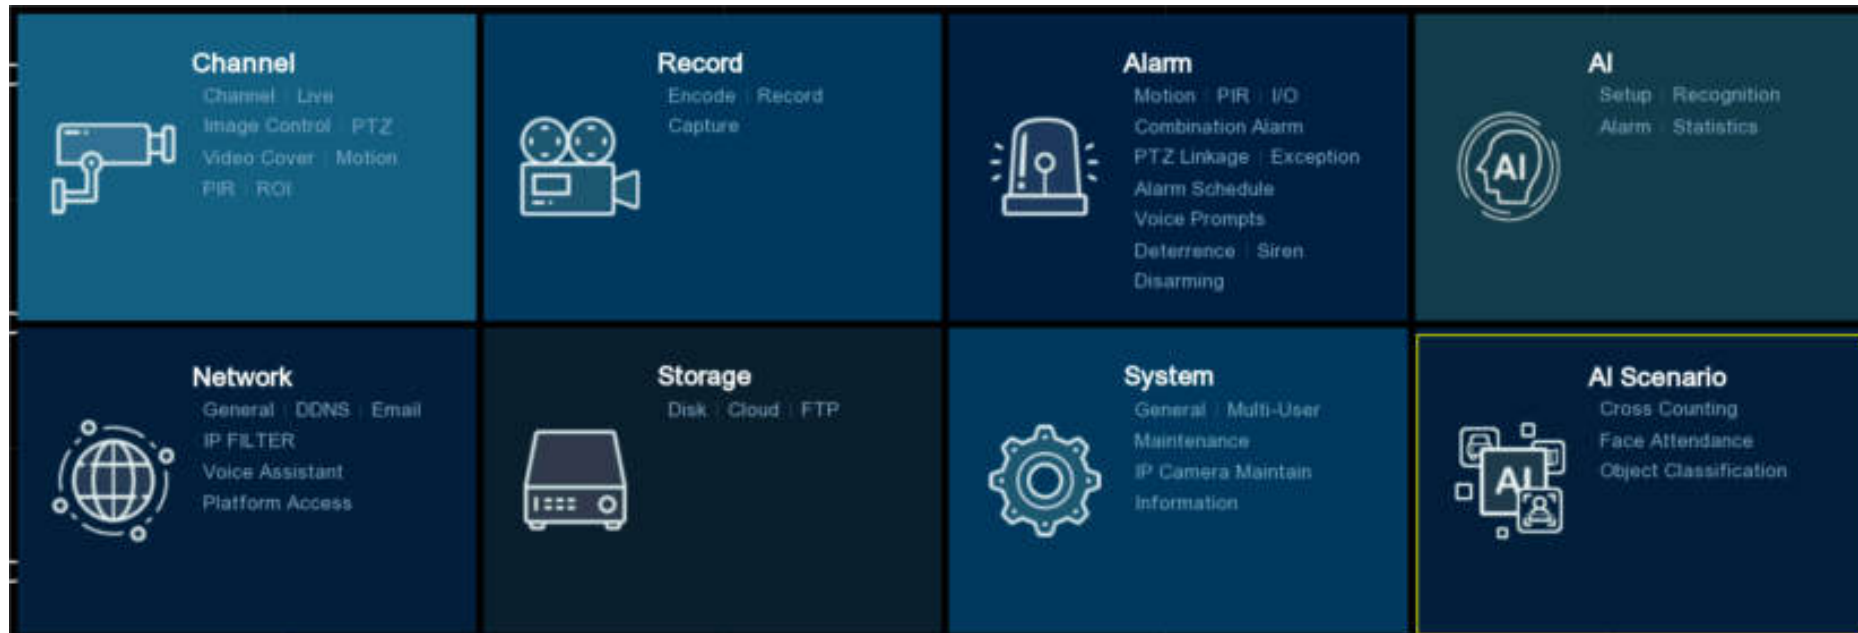 Channel
Channel | Live
Image Control | PTZ
Video Cover | Motion
PIR | ROI
Record
Encode | Record
Capture
Alarm
Motion | PIR | I/O
Combination Alarm
PTZ Linkage | Exception
Alarm Schedule
Voice Prompts
Deterrence | Siren
Disarming
AI
Setup | Recognition
Alarm | Statistics
AI
Network
General | DDNS | Email
IP FILTER
Voice Assistant
Platform Access
Storage
Disk | Cloud | FTP
System
General | Multi-User
Maintenance
IP Camera Maintain
Information
AI Scenario
Cross Counting
Face Attendance
Object Classification
AI